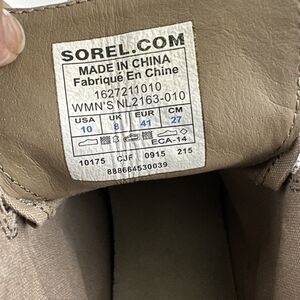 SOREL.COM
MADE IN CHINA
Fabriqué En Chine
1627211010
WMN'S NL2163-010
USA UK EUR CM
10 8 41 27
ECA-14
10175 CJF 0915 215
888664530039